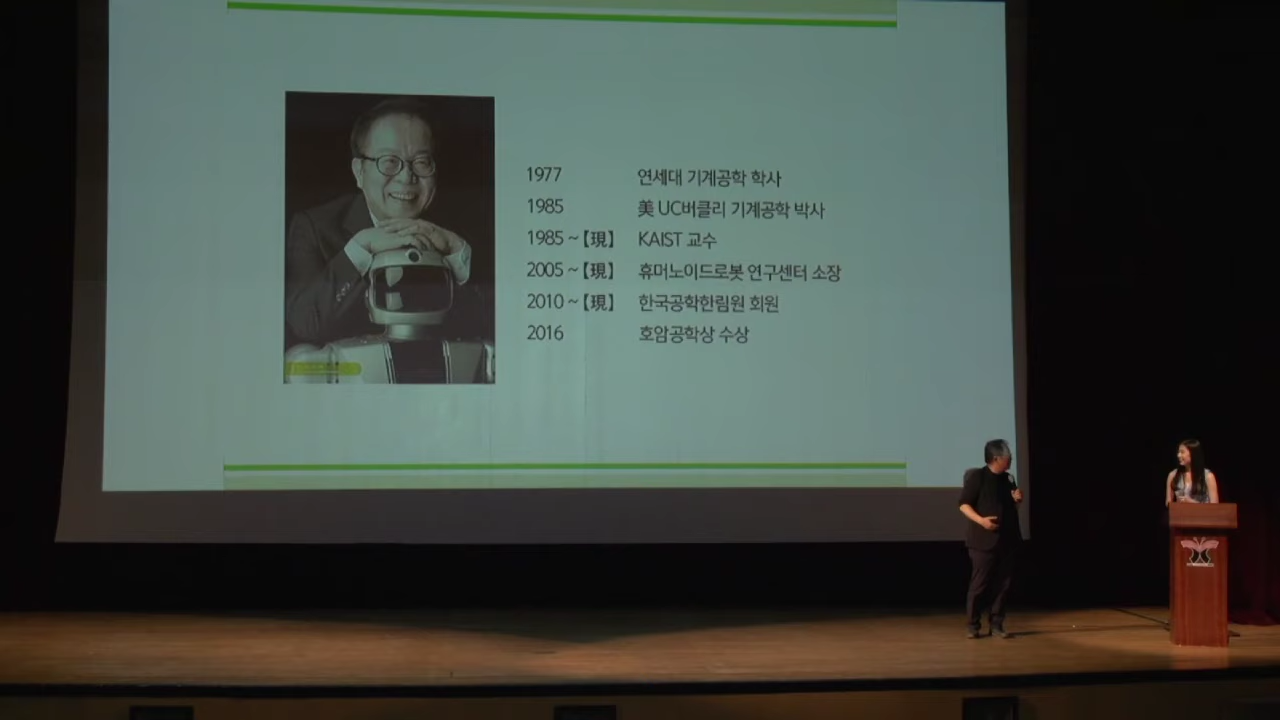 1977 연세대 기계공학 학사
1985 美 UC버클리 기계공학 박사
1985 ~【現】 KAIST 교수
2005 ~【現】 휴머노이드로봇 연구센터 소장
2010 ~【現】 한국공학한림원 회원
2016 호암공학상 수상